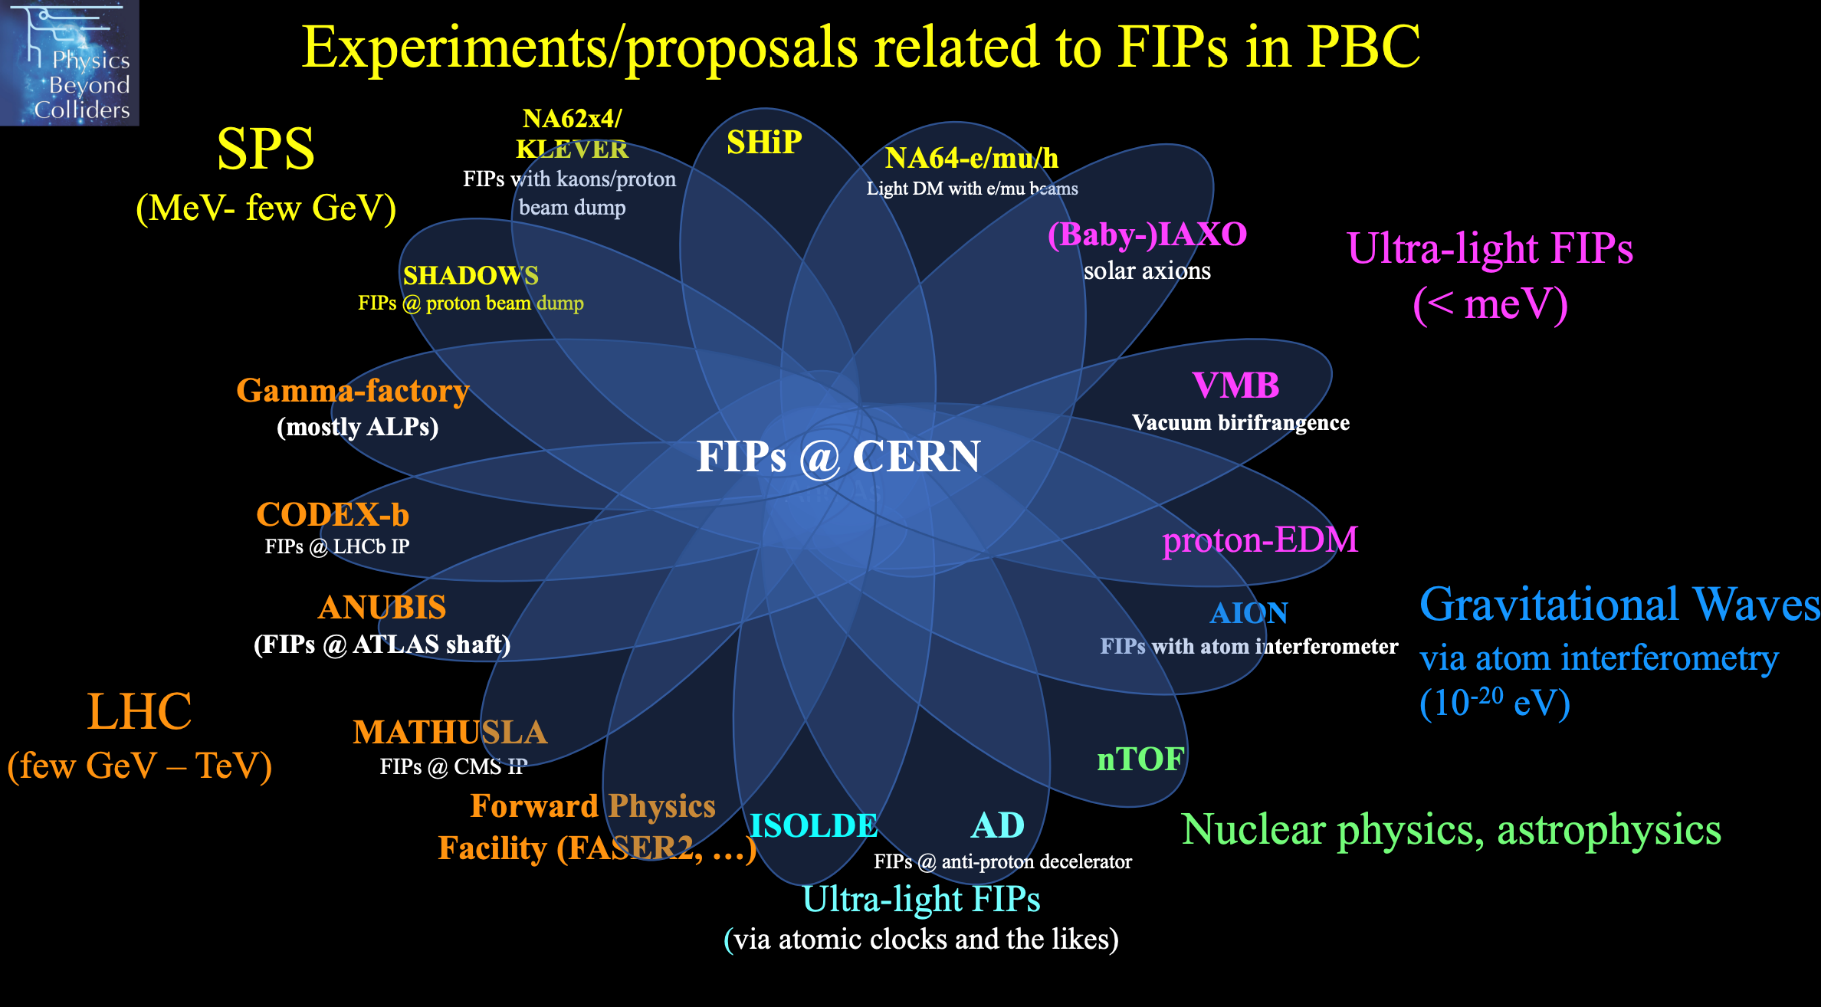 Physics
Beyond
Colliders
Experiments/proposals related to FIPs in PBC
SPS
(MeV- few GeV)
NA62x4/
KLEVER
FIPs with kaons/proton
beam dump
SHiP
NA64-e/mu/h
Light DM with e/mu beams
(Baby-)IAXO
solar axions
Ultra-light FIPs
(< meV)
SHADOWS
FIPs @ proton beam dump
Gamma-factory
(mostly ALPs)
VMB
Vacuum birifrangence
FIPs @ CERN
CODEX-b
FIPs @ LHCb IP
proton-EDM
ANUBIS
(FIPs @ ATLAS shaft)
AION
FIPs with atom interferometer
Gravitational Waves
via atom interferometry
(10⁻²⁰ eV)
LHC
(few GeV – TeV)
MATHUSLA
FIPs @ CMS IP
nTOF
Forward Physics
Facility (FASER2, …)
ISOLDE
AD
FIPs @ anti-proton decelerator
Nuclear physics, astrophysics
Ultra-light FIPs
(via atomic clocks and the likes)